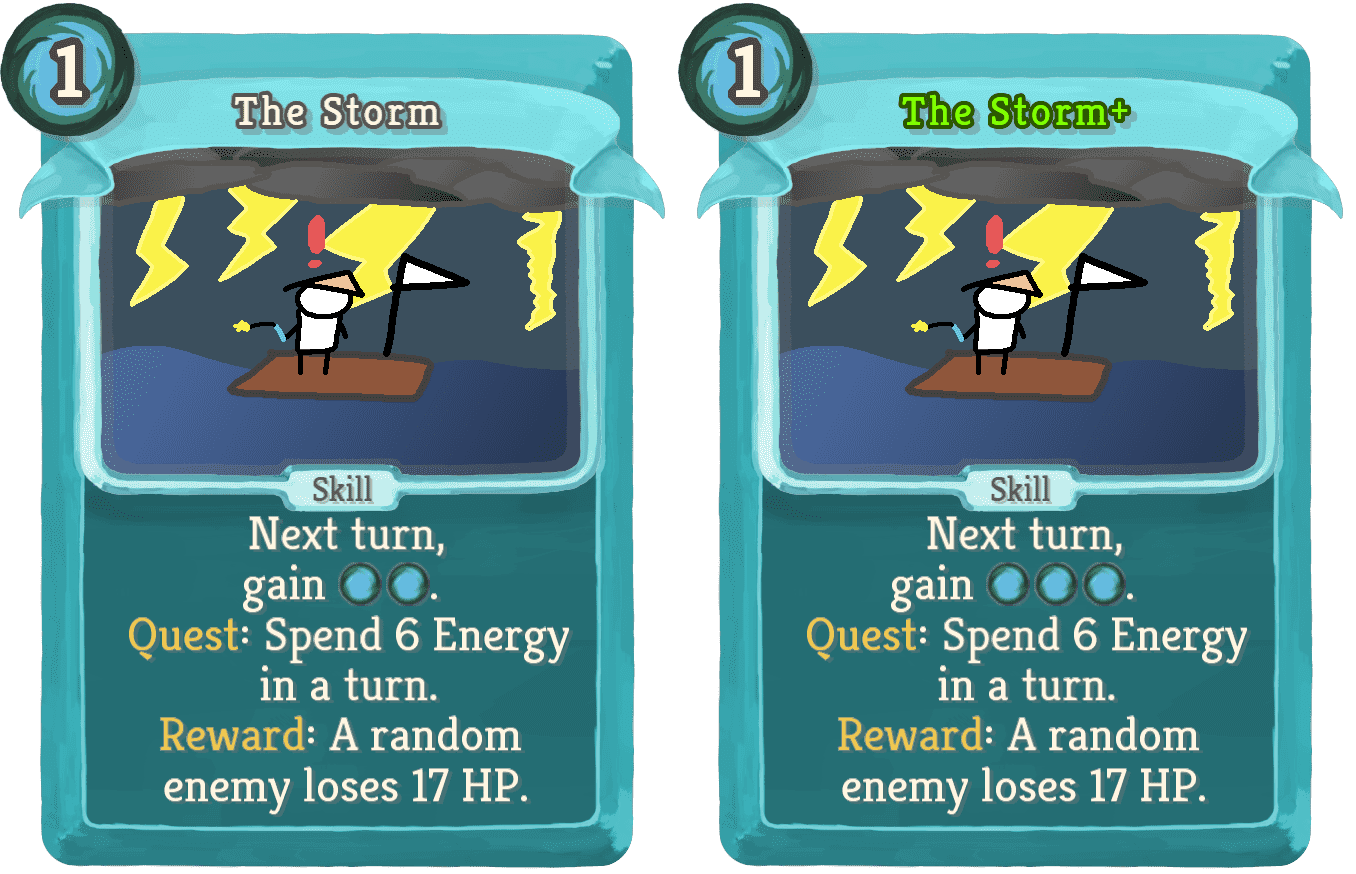 1
The Storm
Skill
Next turn,
gain .
Quest: Spend 6 Energy
in a turn.
Reward: A random
enemy loses 17 HP.
1
The Storm+
Skill
Next turn,
gain .
Quest: Spend 6 Energy
in a turn.
Reward: A random
enemy loses 17 HP.